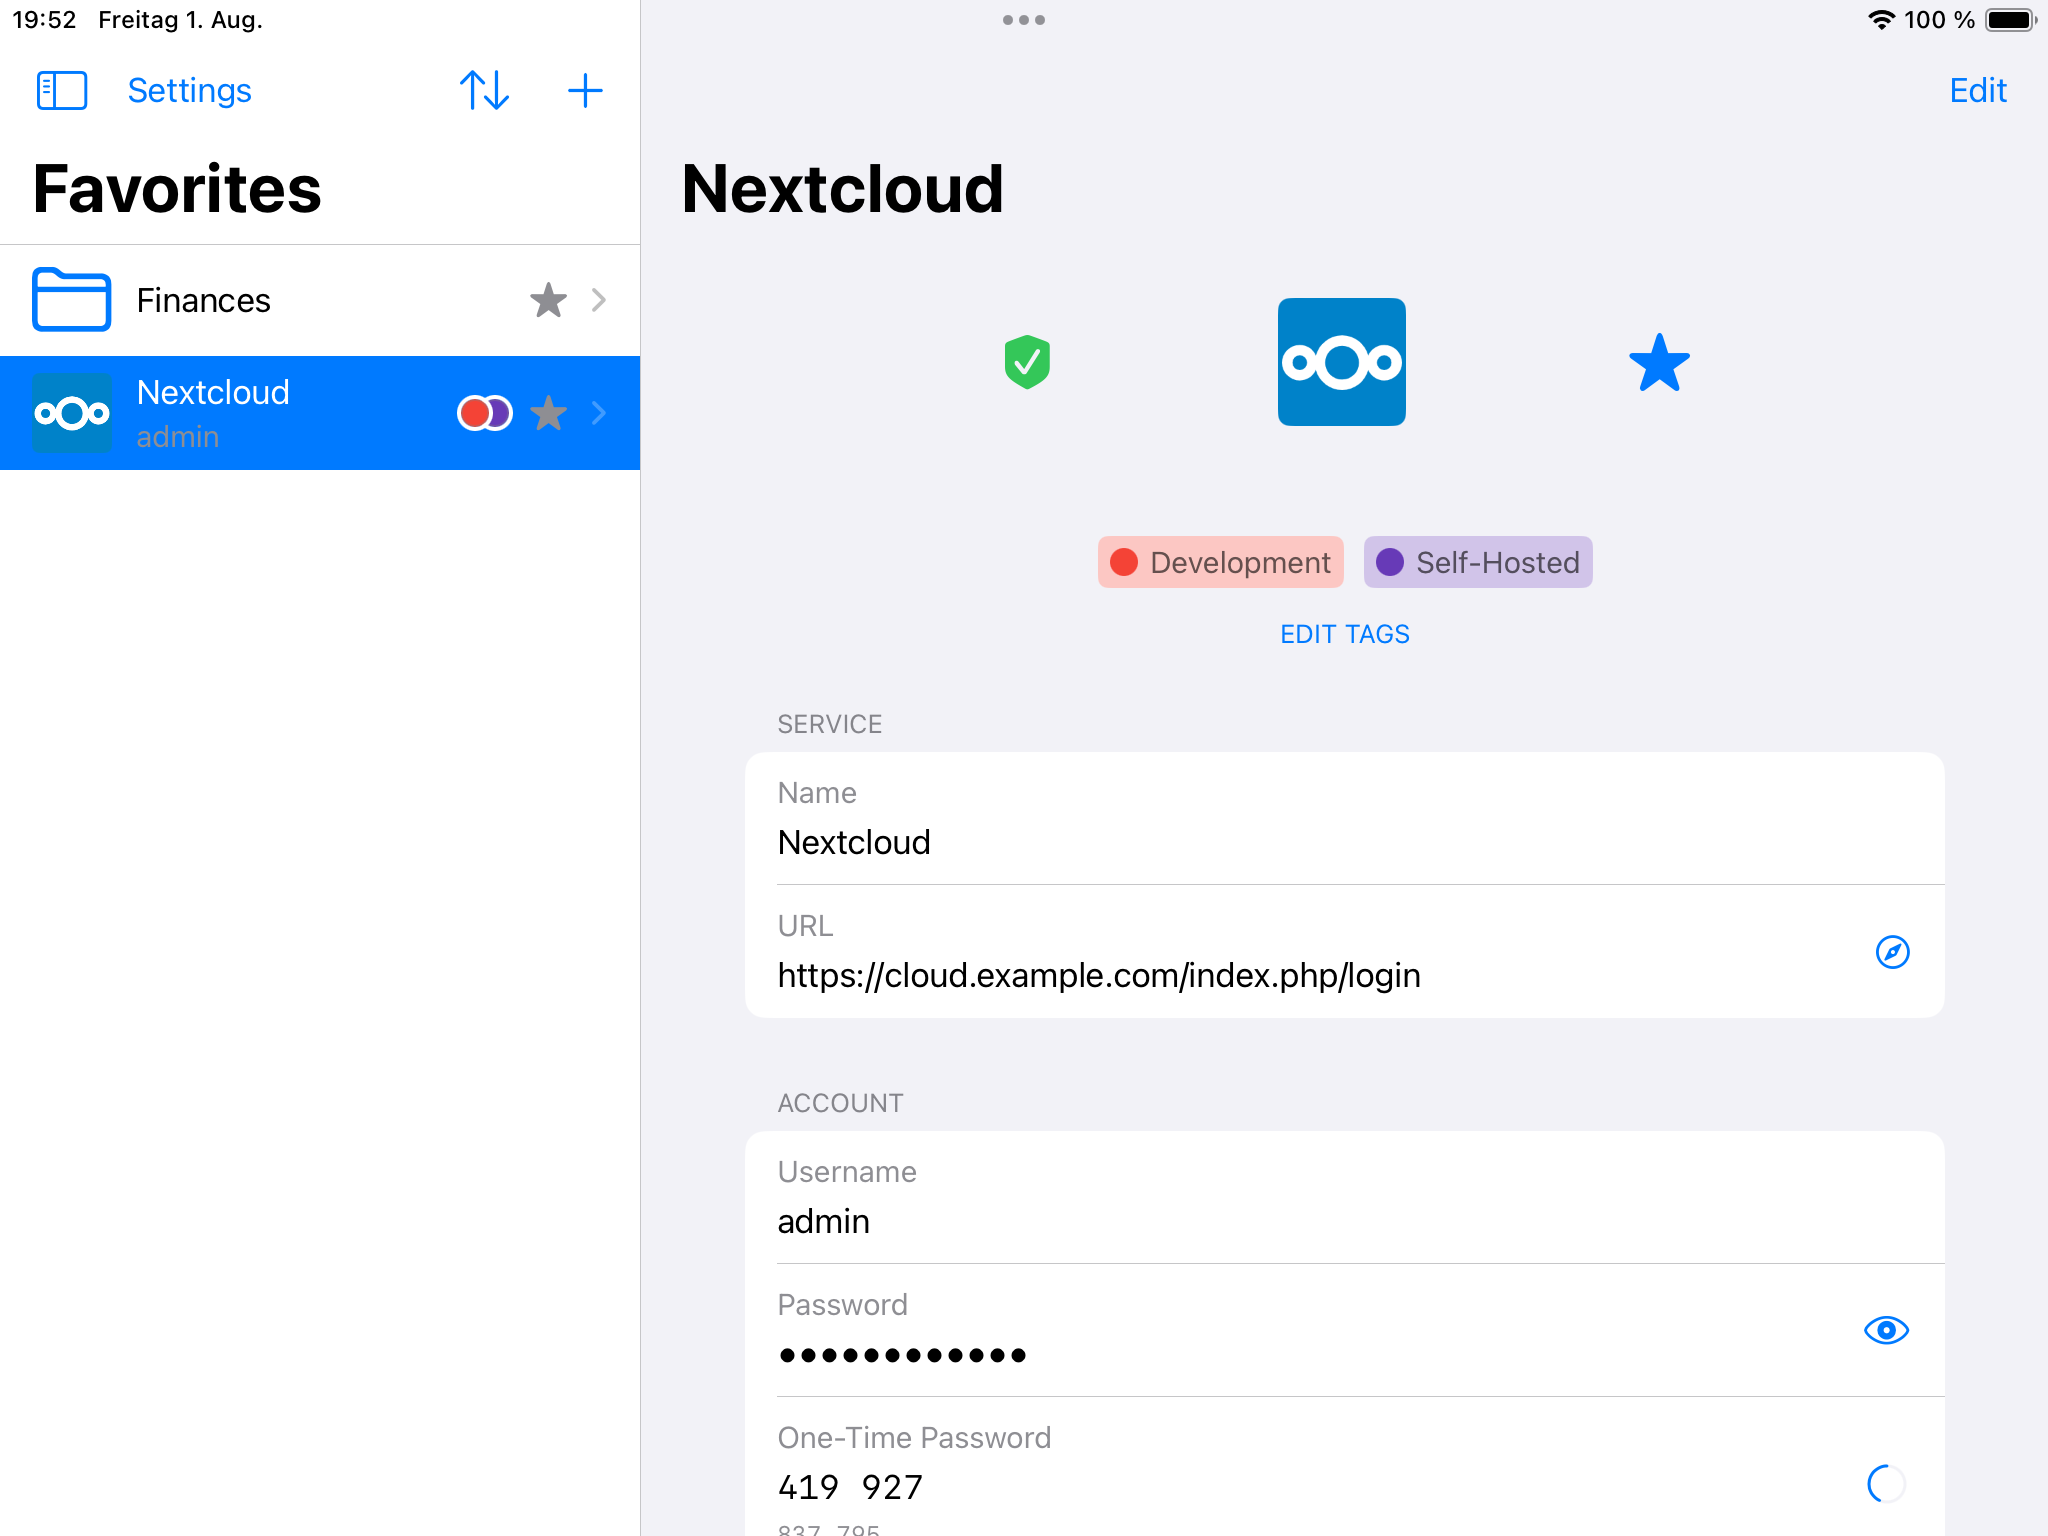 19:52 Freitag 1. Aug.
100 %
Settings
Edit
Favorites
Finances
Nextcloud
admin
Nextcloud
Development
Self-Hosted
EDIT TAGS
SERVICE
Name
Nextcloud
URL
https://cloud.example.com/index.php/login
ACCOUNT
Username
admin
Password
●●●●●●●●●●●●
One-Time Password
419 927
837 795